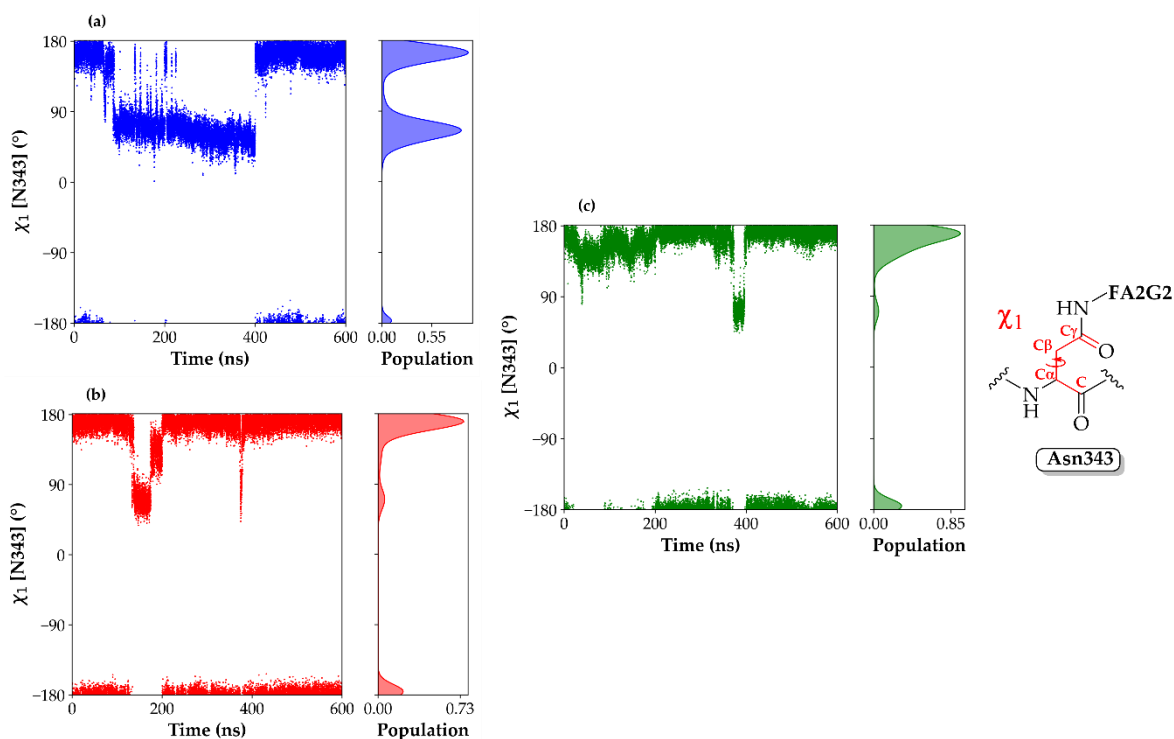 (a)
180
90
0
−90
−180
χ₁ [N343] (°)
0
200
400
600
Time (ns)
0.00
0.55
Population
(b)
180
90
0
−90
−180
χ₁ [N343] (°)
0
200
400
600
Time (ns)
0.00
0.73
Population
(c)
180
90
0
−90
−180
χ₁ [N343] (°)
0
200
400
600
Time (ns)
0.00
0.85
Population
χ₁
HN
FA2G2
Cγ
Cβ
O
Cα
C
N
H
O
Asn343